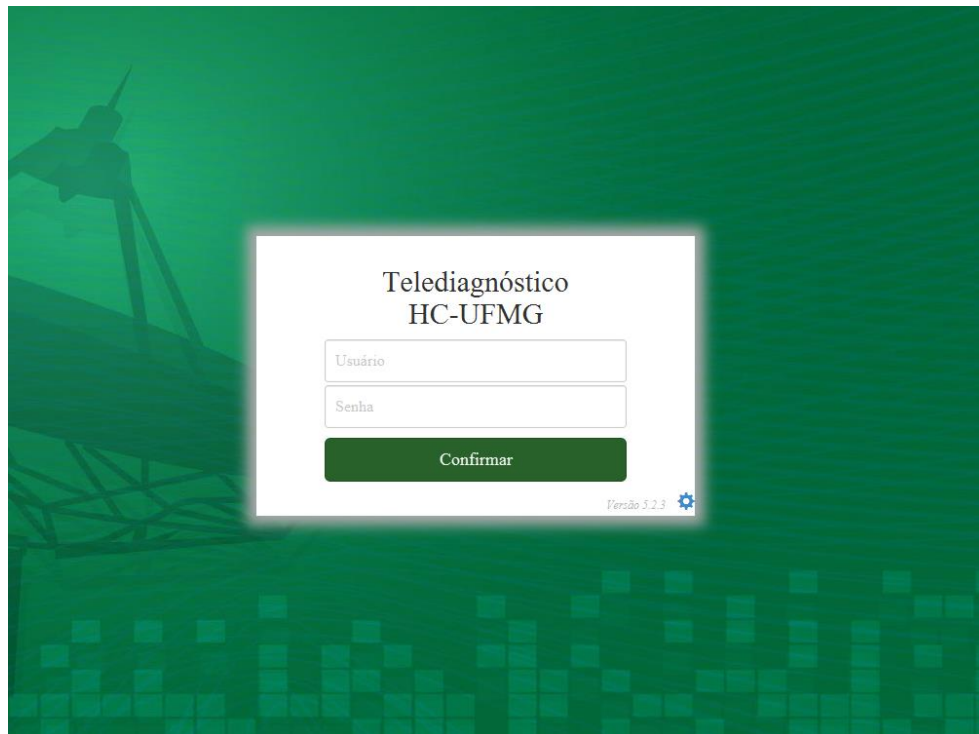 Telediagnóstico
HC-UFMG
Usuário
Senha
Confirmar
Versão 5.2.3